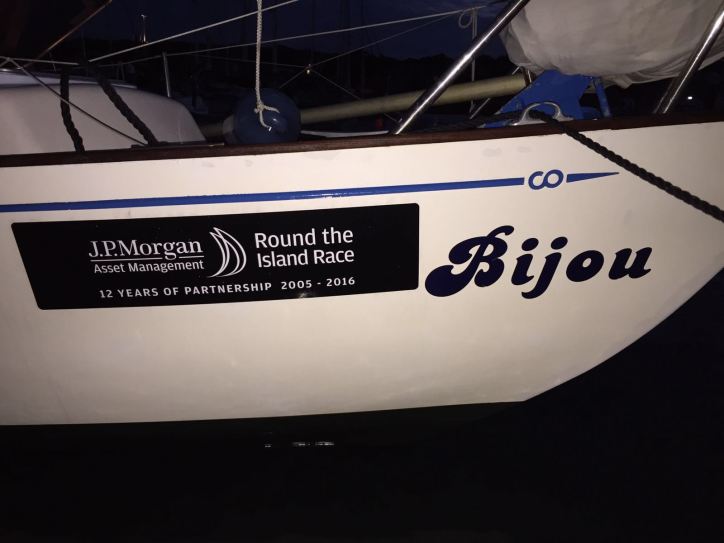 J.P.Morgan
Asset Management
Round the
Island Race
12 YEARS OF PARTNERSHIP 2005 - 2016
Bijou